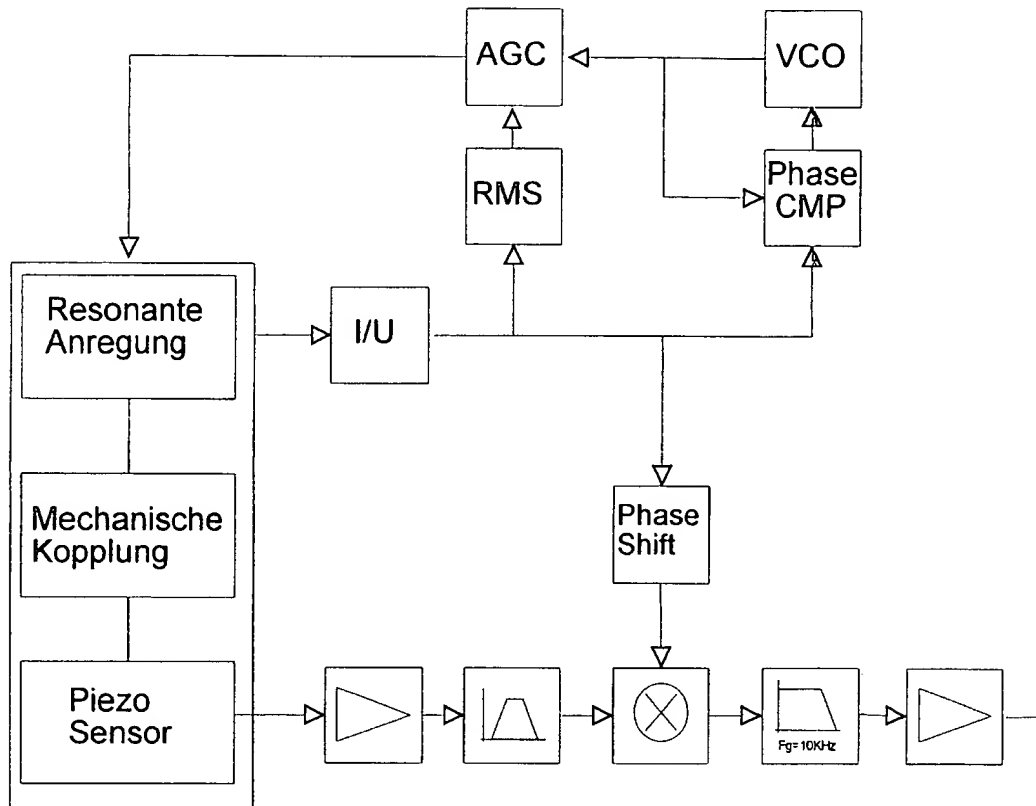 AGC
VCO
RMS
Phase
CMP
Resonante
Anregung
I/U
Mechanische
Kopplung
Phase
Shift
Piezo
Sensor
Fg=10KHz